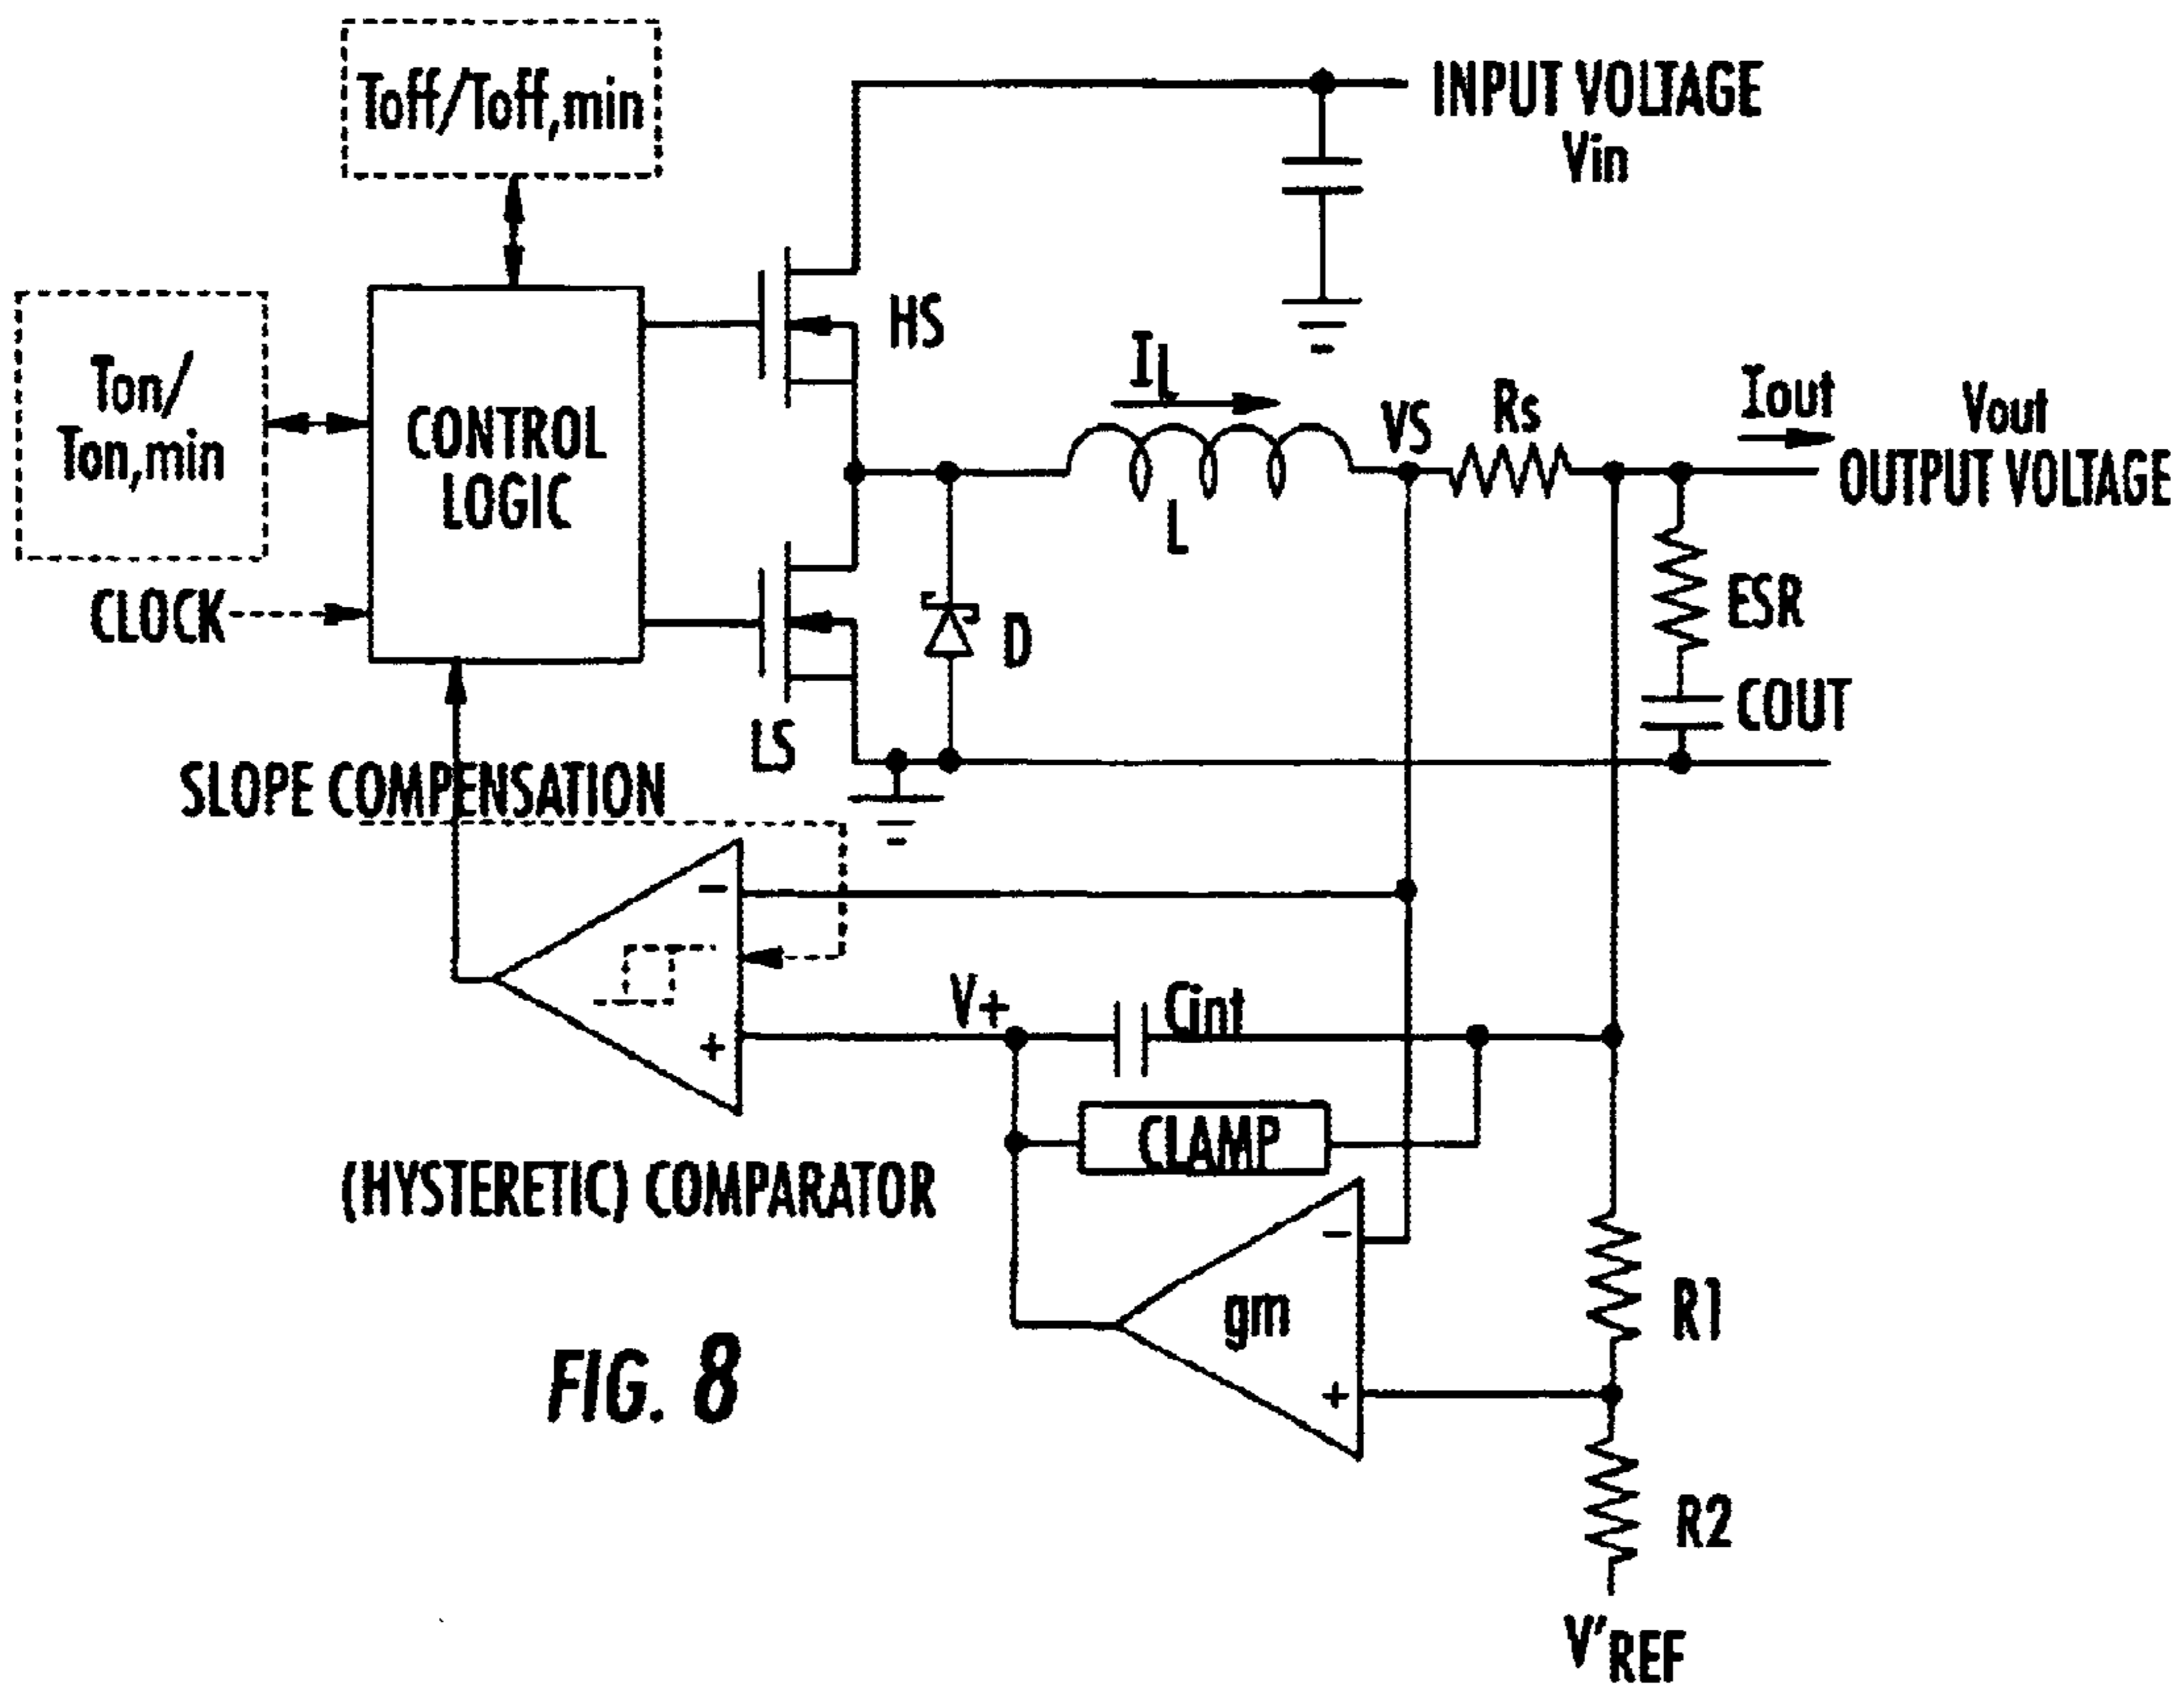 Toff/Toff,min
INPUT VOLTAGE
Vin
HS
Ton/
Ton,min
CONTROL
LOGIC
IL
VS
Rs
Iout
Vout
OUTPUT VOLTAGE
L
CLOCK
D
ESR
COUT
LS
SLOPE COMPENSATION
-
V+
Cint
+
CLAMP
(HYSTERETIC) COMPARATOR
-
gm
R1
+
FIG. 8
R2
V'REF